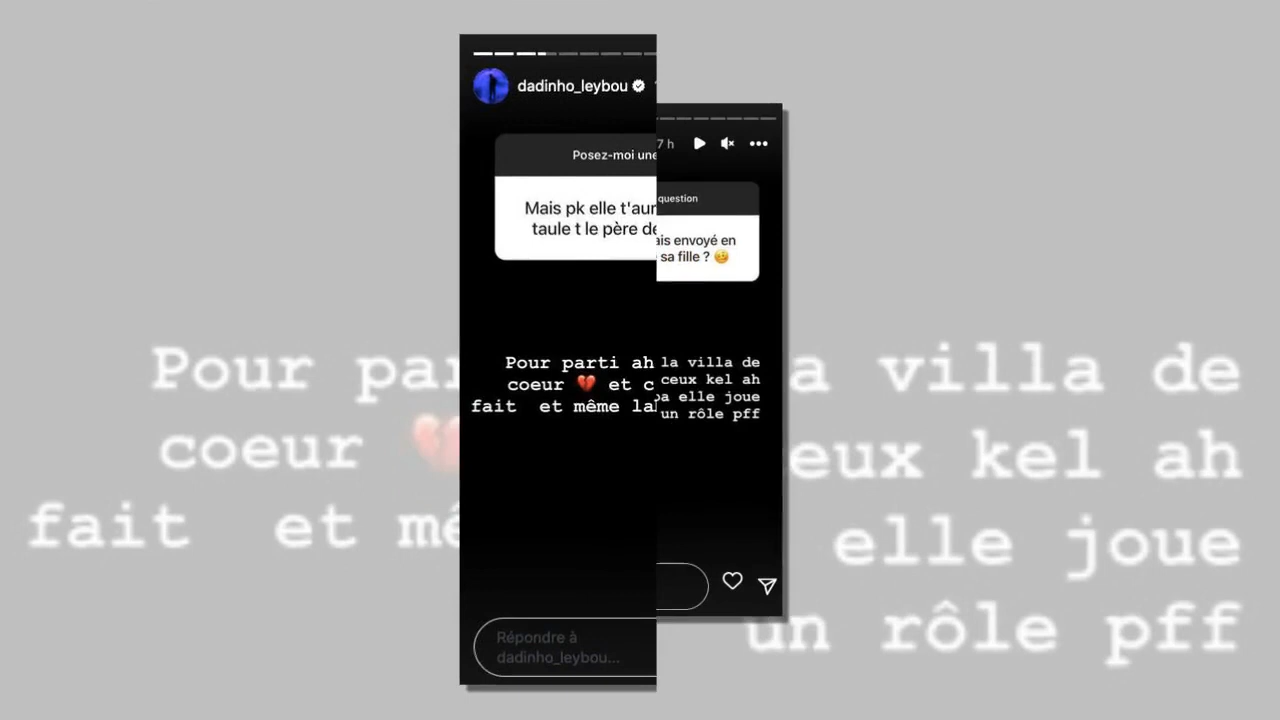 dadinho_leybou
Posez-moi une
Mais pk elle t'aur
taule t le père de
Pour parti ah
coeur 💔 et c
fait et même la
Répondre à
dadinho_leybou...
7 h
question
ais envoyé en
sa fille ?
la villa de
ceux kel ah
elle joue
un rôle pff
Pour par
coeur
fait et mê
a villa de
eux kel ah
elle joue
un rôle pff